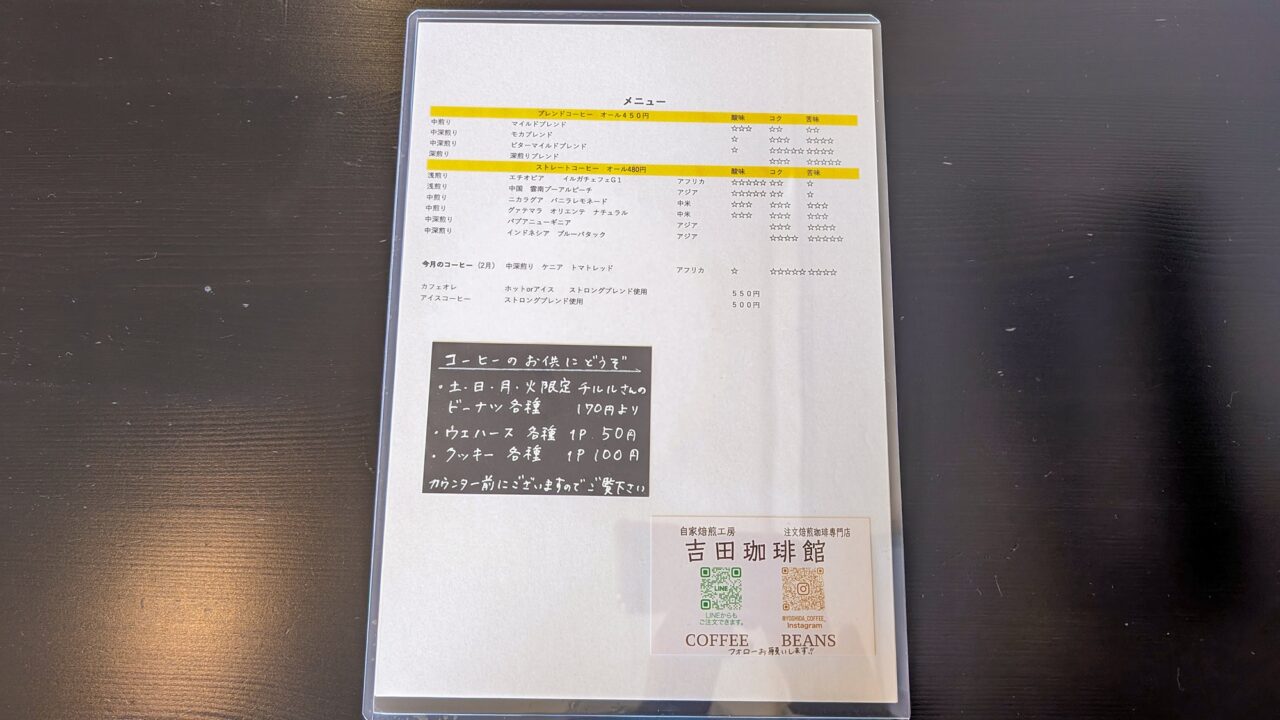 メニュー
ブレンドコーヒー オール450円 酸味 コク 苦味
中煎り マイルドブレンド ☆☆☆ ☆☆ ☆☆
中深煎り モカブレンド ☆ ☆☆☆ ☆☆☆☆
中深煎り ビターマイルドブレンド ☆ ☆☆☆☆☆ ☆☆☆☆
深煎り 深煎りブレンド ☆☆☆ ☆☆☆☆☆
ストレートコーヒー オール480円 酸味 コク 苦味
浅煎り エチオピア イルガチェフェG1 アフリカ ☆☆☆☆☆ ☆☆ ☆
浅煎り 中国 雲南プーアルピーチ アジア ☆☆☆☆☆ ☆☆ ☆
中煎り ニカラグア バニラレモネード 中米 ☆☆☆ ☆☆☆ ☆☆☆
中煎り グァテマラ オリエンテ ナチュラル 中米 ☆☆☆ ☆☆☆ ☆☆☆
中深煎り パプアニューギニア アジア ☆☆☆ ☆☆☆☆
中深煎り インドネシア ブルーバタック アジア ☆☆☆☆ ☆☆☆☆☆
今月のコーヒー（2月） 中深煎り ケニア トマトレッド アフリカ ☆ ☆☆☆☆☆ ☆☆☆☆
カフェオレ ホットorアイス ストロングブレンド使用 550円
アイスコーヒー ストロングブレンド使用 500円
コーヒーのお供にどうぞ
・土・日・月・火限定 チルルさんの
ドーナツ各種 170円より
・ウエハース 各種 1P 50円
・クッキー 各種 1P 100円
カウンター前にございますのでご覧下さい
自家焙煎工房 注文焙煎珈琲専門店
吉田珈琲館
LINE
LINEからも
ご注文できます。
@YOSHIDA_COFFEE_
Instagram
COFFEE BEANS
フォローお願いします!!